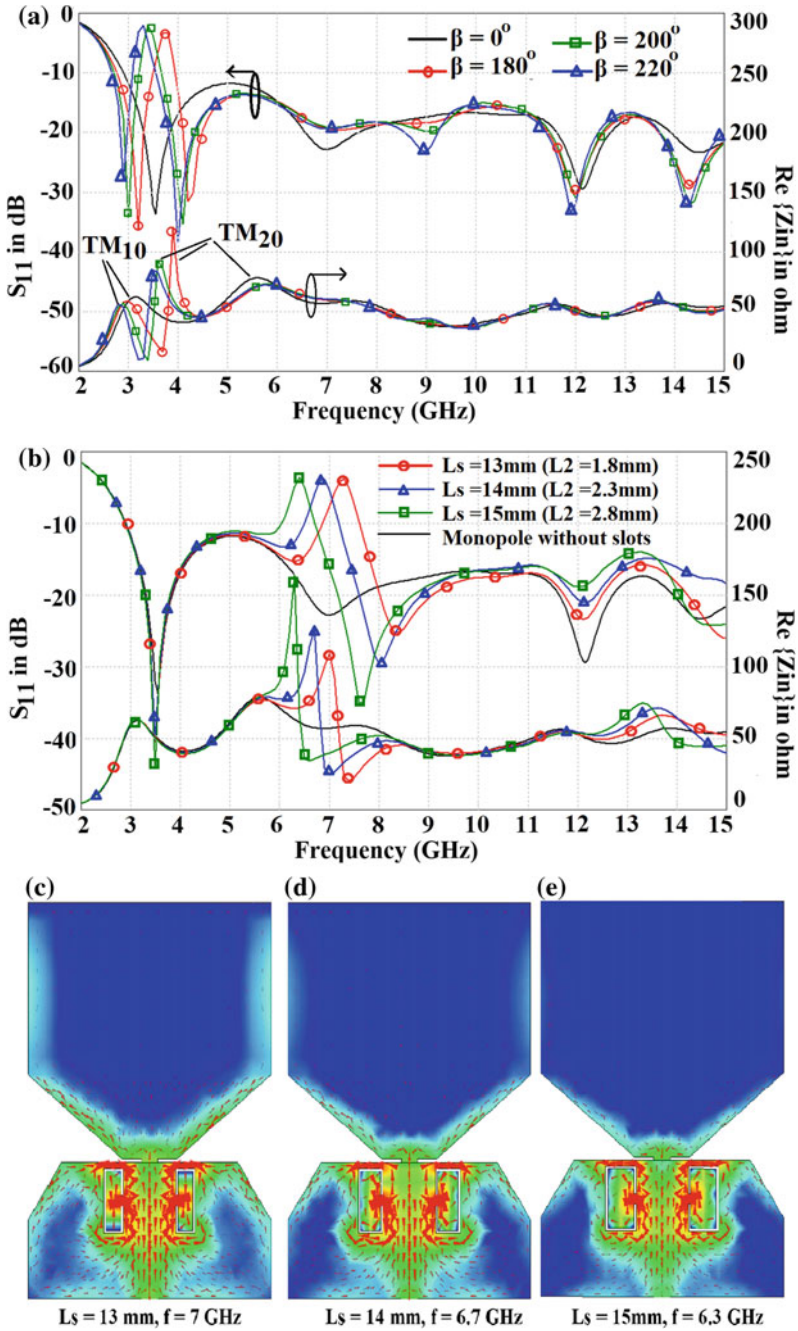 (a)
0
-10
-20
-30
-40
-50
-60
S11 in dB
β = 0°
β = 180°
β = 200°
β = 220°
TM10
TM20
300
250
200
150
100
50
0
Re {Zin} in ohm
2 3 4 5 6 7 8 9 10 11 12 13 14 15
Frequency (GHz)
(b)
0
-10
-20
-30
-40
-50
S11 in dB
Ls =13mm (L2 =1.8mm)
Ls =14mm (L2 =2.3mm)
Ls =15mm (L2 =2.8mm)
Monopole without slots
250
200
150
100
50
0
Re {Zin} in ohm
2 3 4 5 6 7 8 9 10 11 12 13 14 15
Frequency (GHz)
(c) (d) (e)
Ls = 13 mm, f = 7 GHz
Ls = 14 mm, f = 6.7 GHz
Ls = 15mm, f = 6.3 GHz